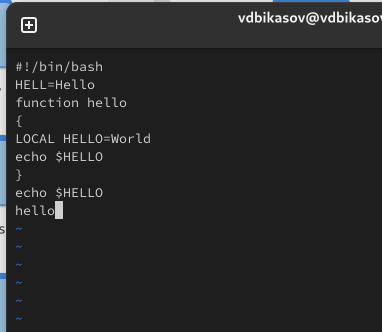 vdbikasov@vdbikasov
#!/bin/bash
HELL=Hello
function hello
{
LOCAL HELLO=World
echo $HELLO
}
echo $HELLO
hello
~
~
~
~
~
~